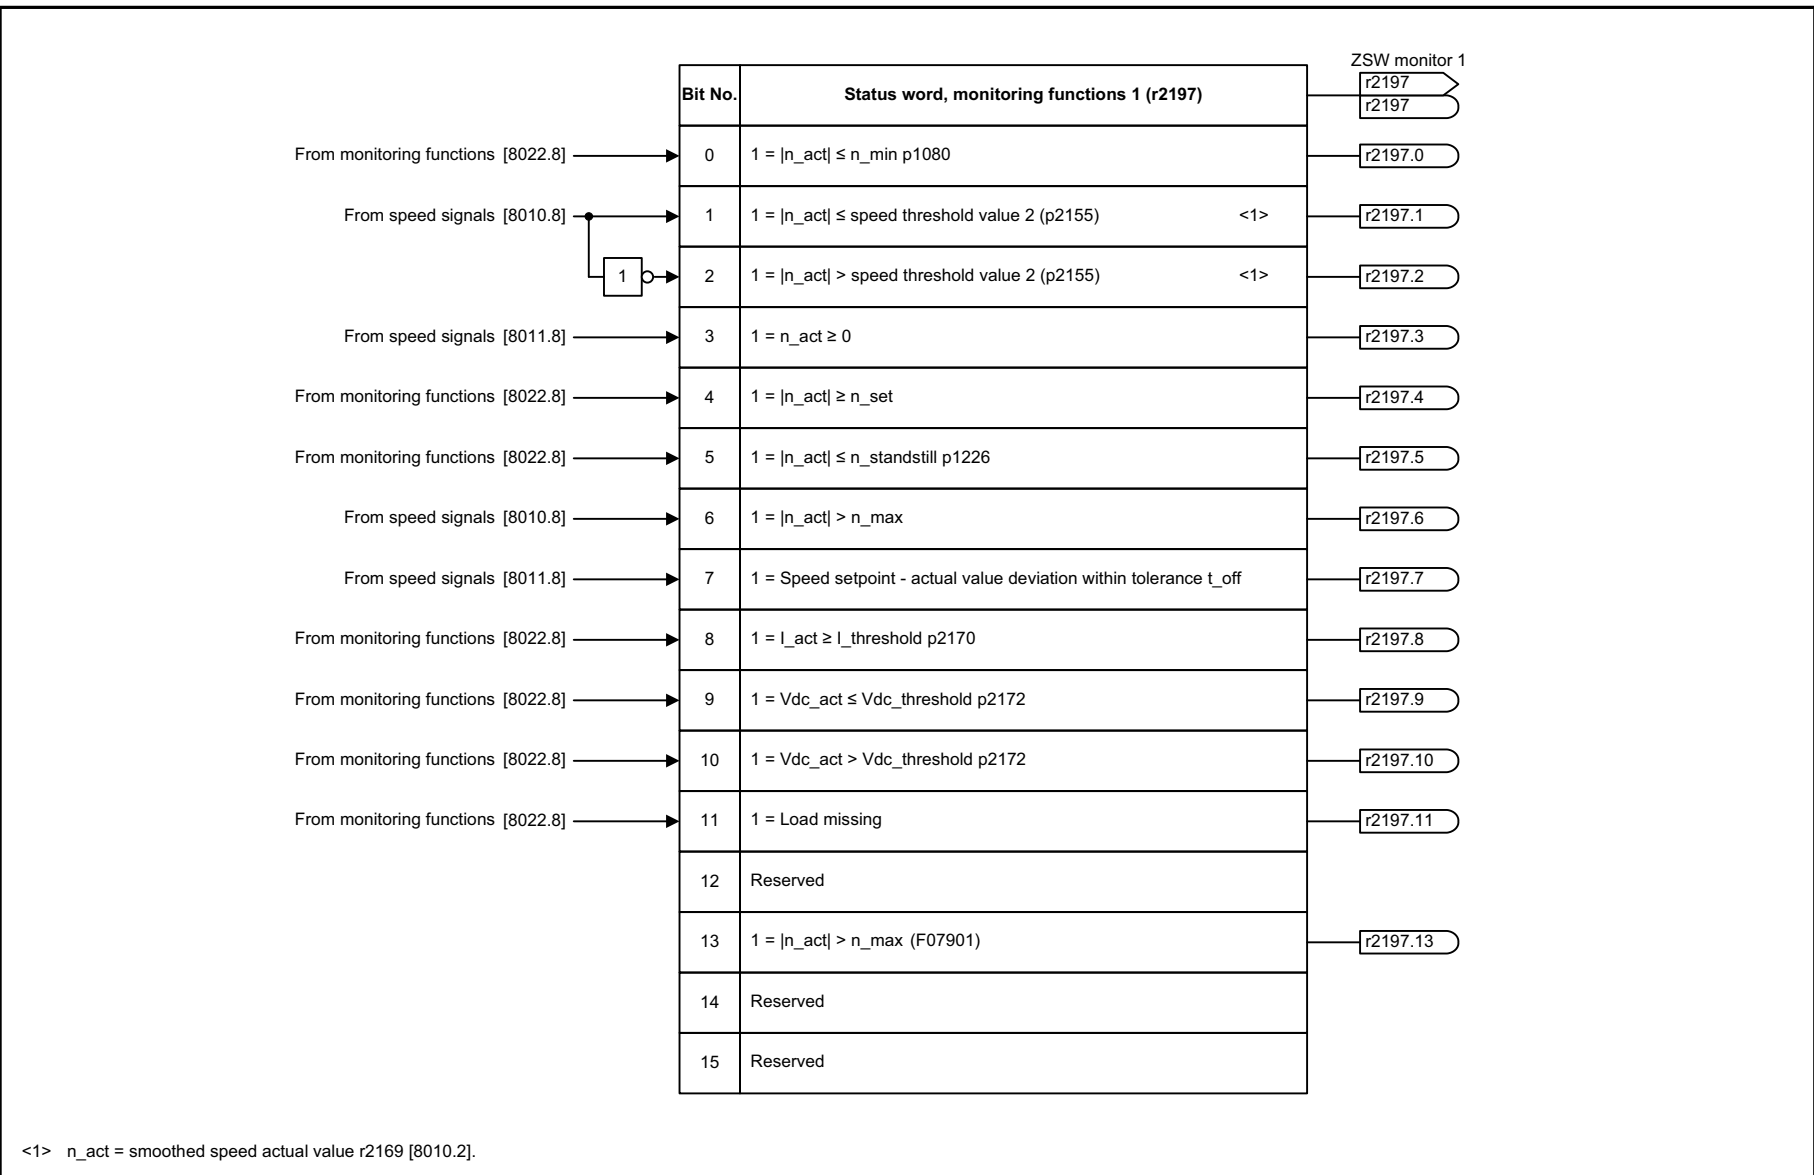 ZSW monitor 1
Bit No. Status word, monitoring functions 1 (r2197) r2197
r2197
From monitoring functions [8022.8] 0 1 = |n_act| ≤ n_min p1080 r2197.0
From speed signals [8010.8] 1 1 = |n_act| ≤ speed threshold value 2 (p2155) <1> r2197.1
1 2 1 = |n_act| > speed threshold value 2 (p2155) <1> r2197.2
From speed signals [8011.8] 3 1 = n_act ≥ 0 r2197.3
From monitoring functions [8022.8] 4 1 = |n_act| ≥ n_set r2197.4
From monitoring functions [8022.8] 5 1 = |n_act| ≤ n_standstill p1226 r2197.5
From speed signals [8010.8] 6 1 = |n_act| > n_max r2197.6
From speed signals [8011.8] 7 1 = Speed setpoint - actual value deviation within tolerance t_off r2197.7
From monitoring functions [8022.8] 8 1 = I_act ≥ I_threshold p2170 r2197.8
From monitoring functions [8022.8] 9 1 = Vdc_act ≤ Vdc_threshold p2172 r2197.9
From monitoring functions [8022.8] 10 1 = Vdc_act > Vdc_threshold p2172 r2197.10
From monitoring functions [8022.8] 11 1 = Load missing r2197.11
12 Reserved
13 1 = |n_act| > n_max (F07901) r2197.13
14 Reserved
15 Reserved
<1> n_act = smoothed speed actual value r2169 [8010.2].